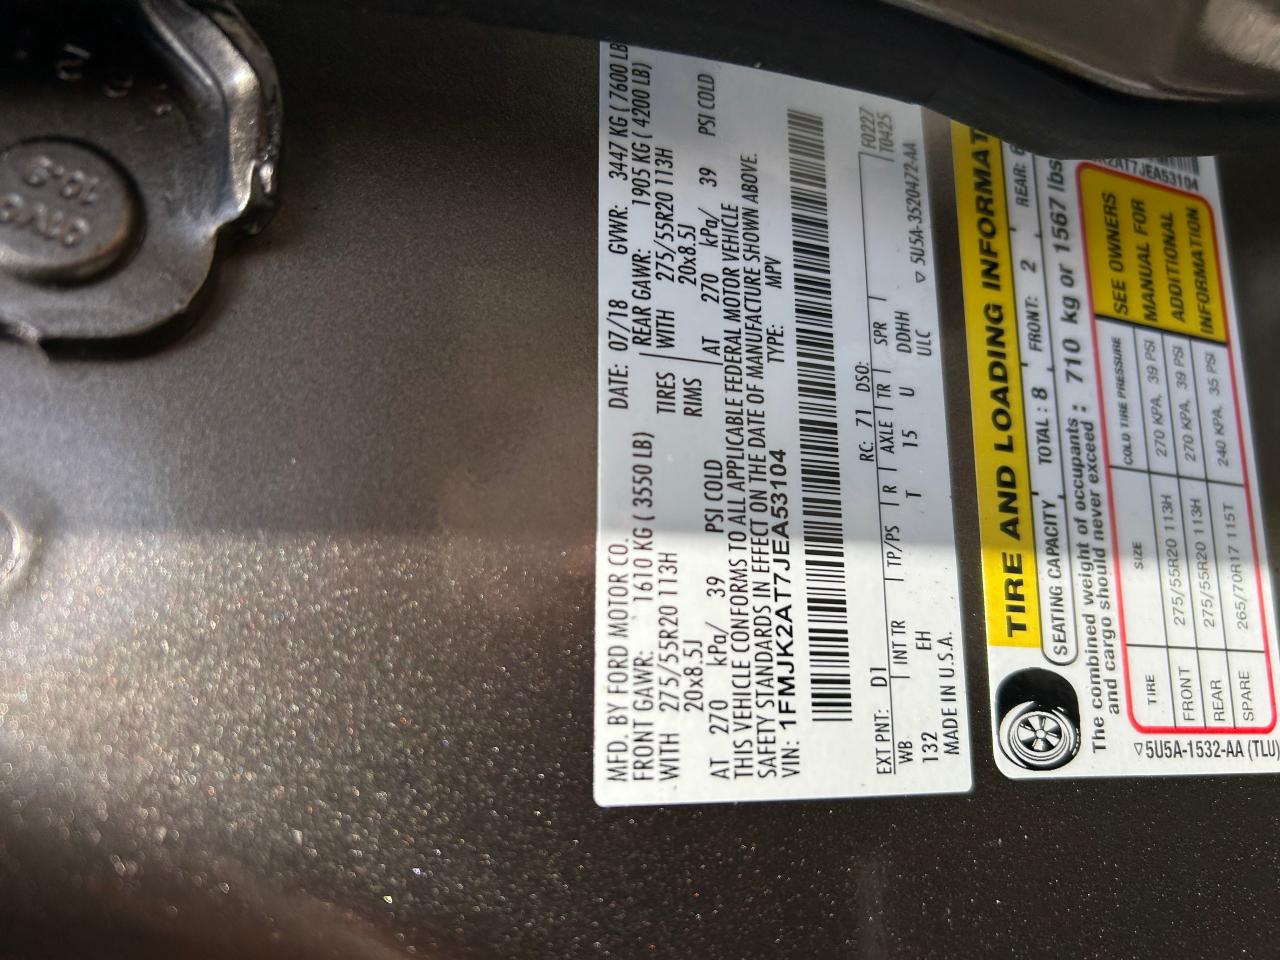 MFD. BY FORD MOTOR CO. DATE: 07/18 GVWR: 3447 KG ( 7600 LB
FRONT GAWR: 1610 KG ( 3550 LB) REAR GAWR: 1905 KG ( 4200 LB)
WITH 275/55R20 113H TIRES WITH 275/55R20 113H
20x8.5J RIMS 20x8.5J
AT 270 kPa/ 39 PSI COLD AT 270 kPa/ 39 PSI COLD
THIS VEHICLE CONFORMS TO ALL APPLICABLE FEDERAL MOTOR VEHICLE
SAFETY STANDARDS IN EFFECT ON THE DATE OF MANUFACTURE SHOWN ABOVE.
VIN: 1FMJK2AT7JEA53104 TYPE: MPV
F0227
T0425
EXT PNT: D1 RC: 71 DSO:
WB INT TR TP/PS R AXLE TR SPR
132 EH T 15 U DDHH
MADE IN U.S.A. ULC ▽ 5U5A-3520472-AA
TIRE AND LOADING INFORMAT
SEATING CAPACITY TOTAL : 8 FRONT: 2 REAR:
The combined weight of occupants : 710 kg or 1567 lbs
and cargo should never exceed
K2AT7JEA53104
TIRE SIZE COLD TIRE PRESSURE
FRONT 275/55R20 113H 270 KPA, 39 PSI
REAR 275/55R20 113H 270 KPA, 39 PSI
SPARE 265/70R17 115T 240 KPA, 35 PSI
SEE OWNERS
MANUAL FOR
ADDITIONAL
INFORMATION
▽5U5A-1532-AA (TLU)
10.9